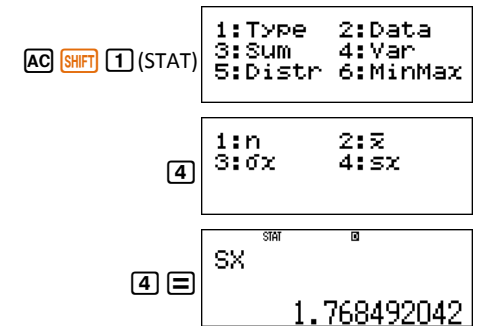 1:Type 2:Data
AC SHIFT 1 (STAT) 3:Sum 4:Var
5:Distr 6:MinMax
1:n 2:x̅
4 3:σx 4:sx
STAT D
SX
4 =
1.768492042